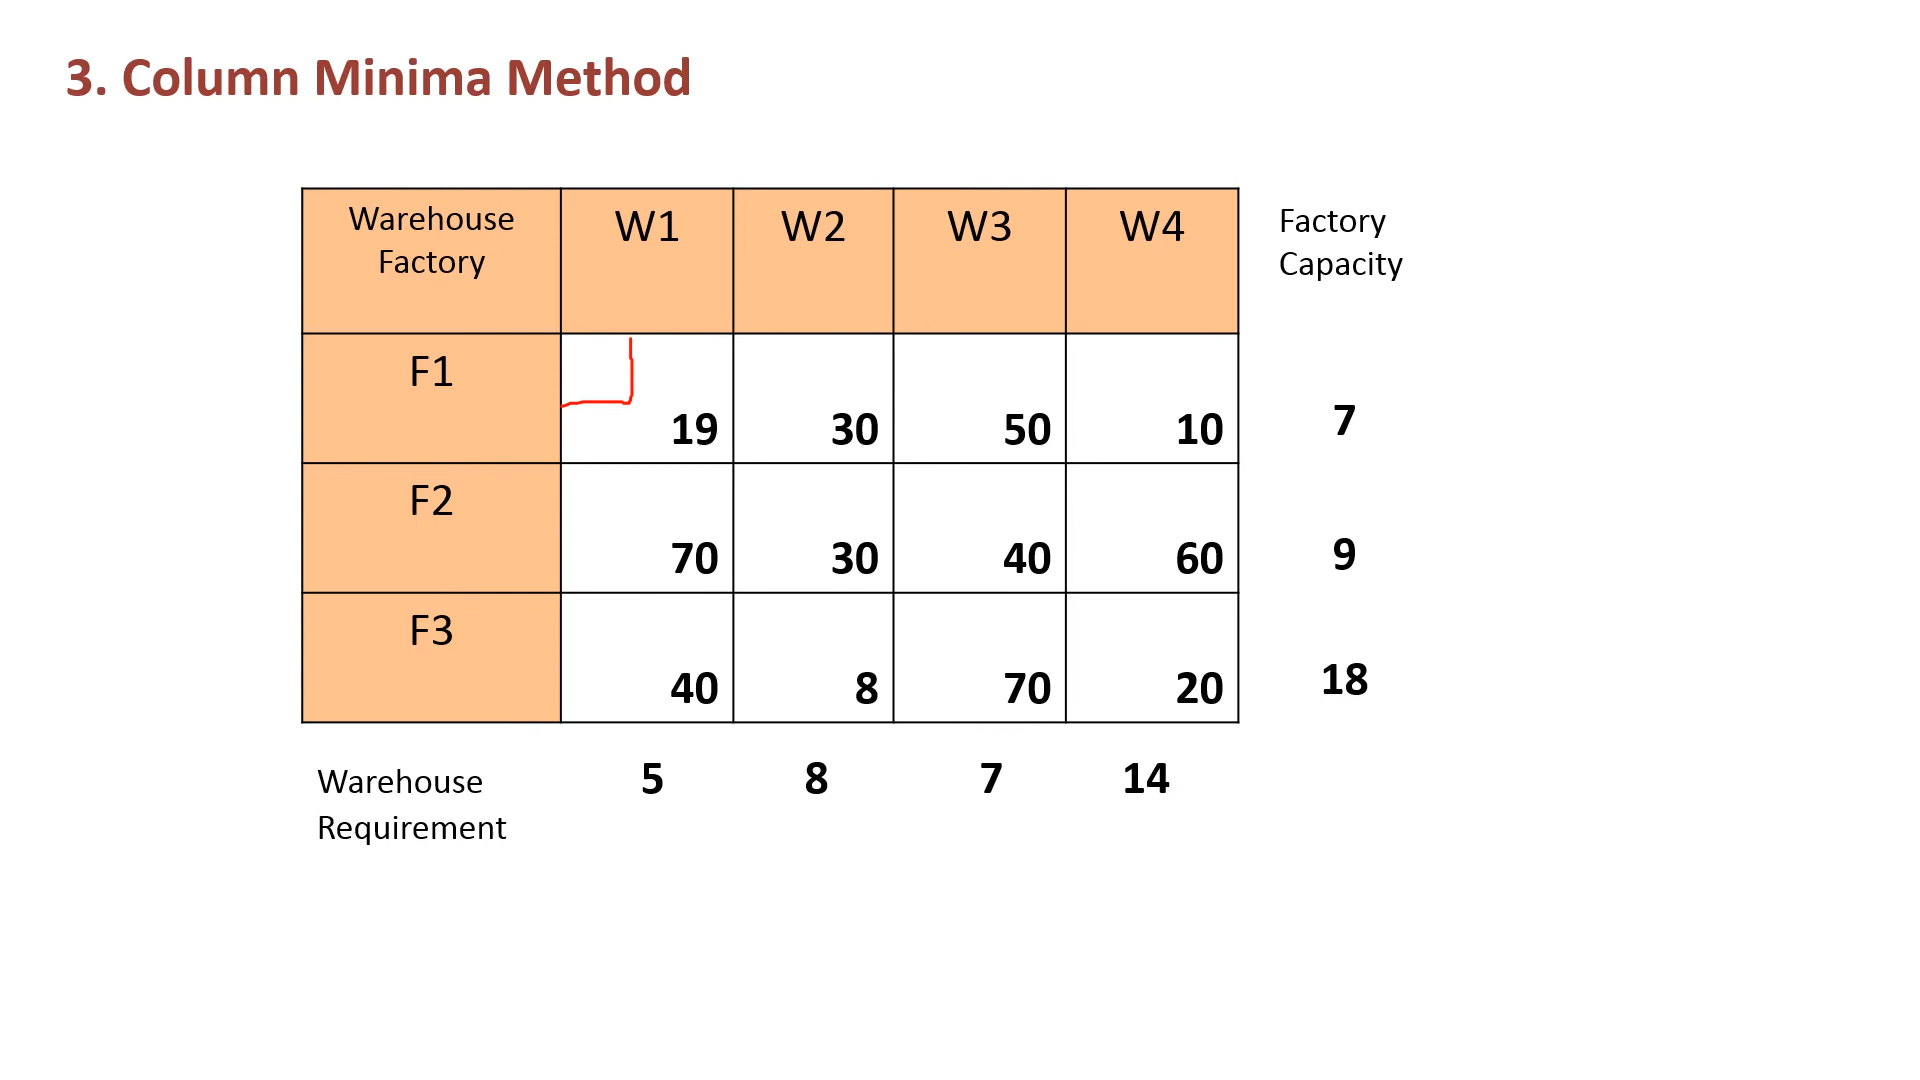 3. Column Minima Method
Warehouse Factory W1 W2 W3 W4 Factory Capacity
F1 19 30 50 10 7
F2 70 30 40 60 9
F3 40 8 70 20 18
Warehouse Requirement 5 8 7 14